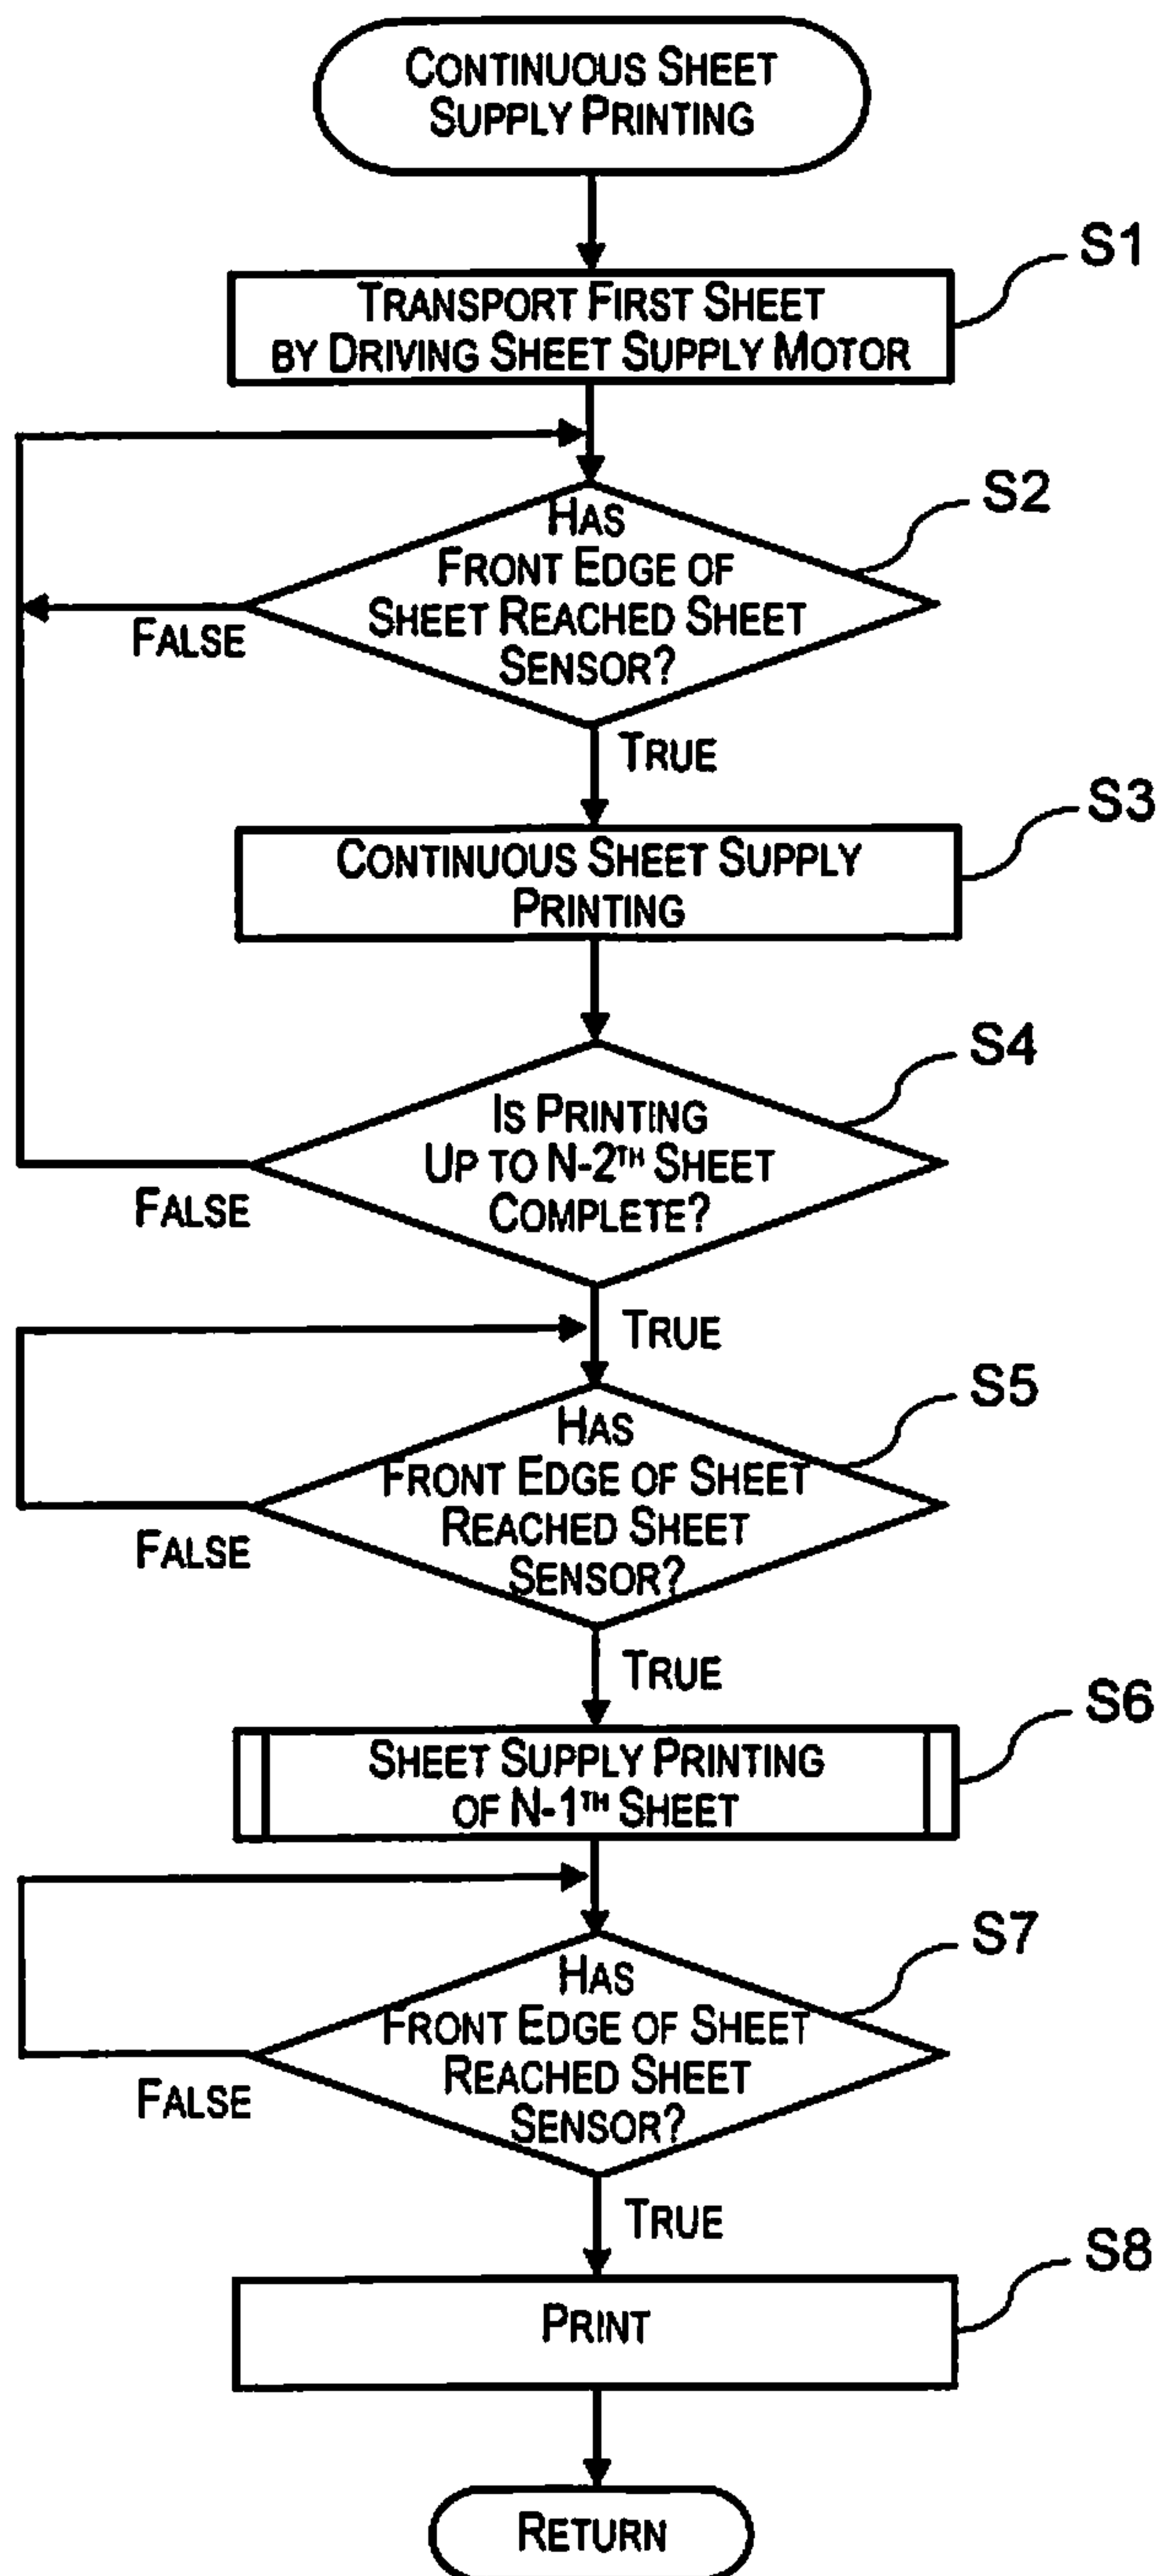 CONTINUOUS SHEET
SUPPLY PRINTING
S1
TRANSPORT FIRST SHEET
BY DRIVING SHEET SUPPLY MOTOR
S2
HAS
FRONT EDGE OF
SHEET REACHED SHEET
SENSOR?
FALSE
TRUE
S3
CONTINUOUS SHEET SUPPLY
PRINTING
S4
IS PRINTING
UP TO N-2TH SHEET
COMPLETE?
FALSE
TRUE
S5
HAS
FRONT EDGE OF SHEET
REACHED SHEET
SENSOR?
FALSE
TRUE
S6
SHEET SUPPLY PRINTING
OF N-1TH SHEET
S7
HAS
FRONT EDGE OF SHEET
REACHED SHEET
SENSOR?
FALSE
TRUE
S8
PRINT
RETURN